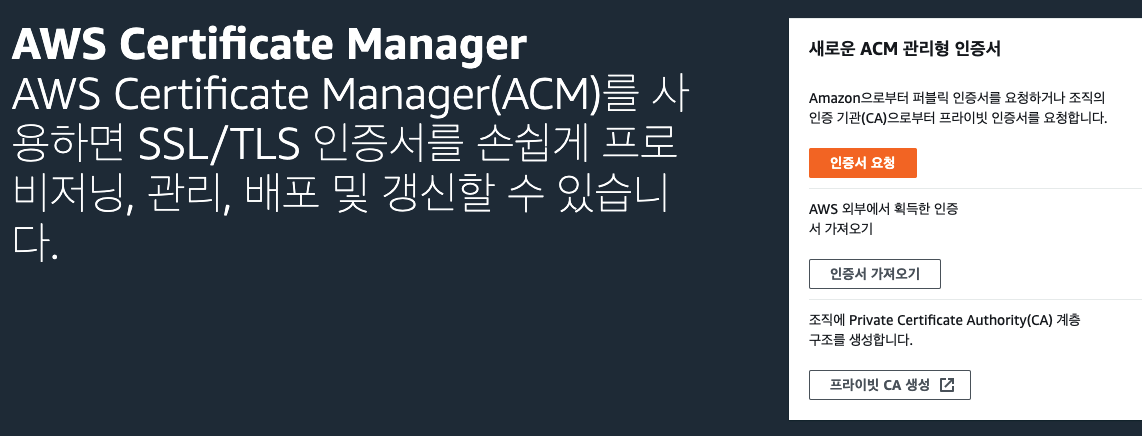 AWS Certificate Manager
AWS Certificate Manager(ACM)를 사
용하면 SSL/TLS 인증서를 손쉽게 프로
비저닝, 관리, 배포 및 갱신할 수 있습니
다.
새로운 ACM 관리형 인증서
Amazon으로부터 퍼블릭 인증서를 요청하거나 조직의
인증 기관(CA)으로부터 프라이빗 인증서를 요청합니다.
인증서 요청
AWS 외부에서 획득한 인증
서 가져오기
인증서 가져오기
조직에 Private Certificate Authority(CA) 계층
구조를 생성합니다.
프라이빗 CA 생성